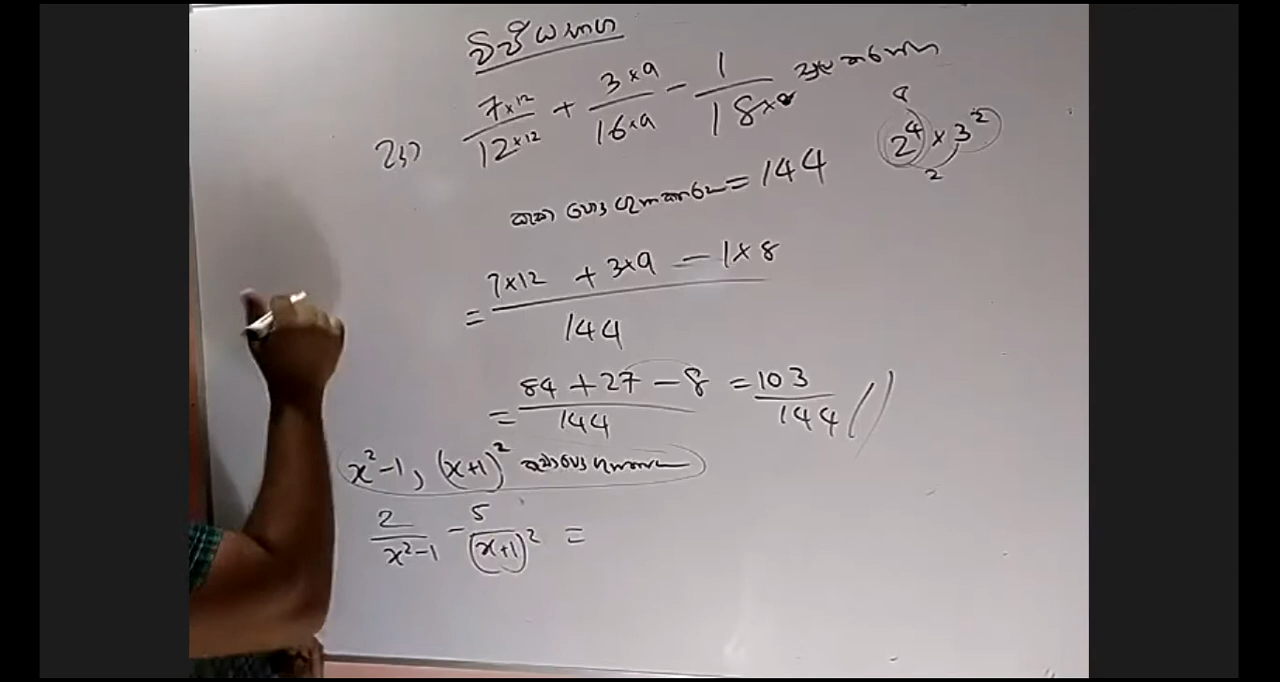 විජීය භාග
2) 7×12/12×12 + 3×9/16×9 − 1/18×8
2⁴ × 3²
8
2
= 144
= (7×12 + 3×9 − 1×8)/144
= (84 + 27 − 8)/144 = 103/144 //
x²−1, (x+1)²
2/(x²−1) − 5/(x+1)² =